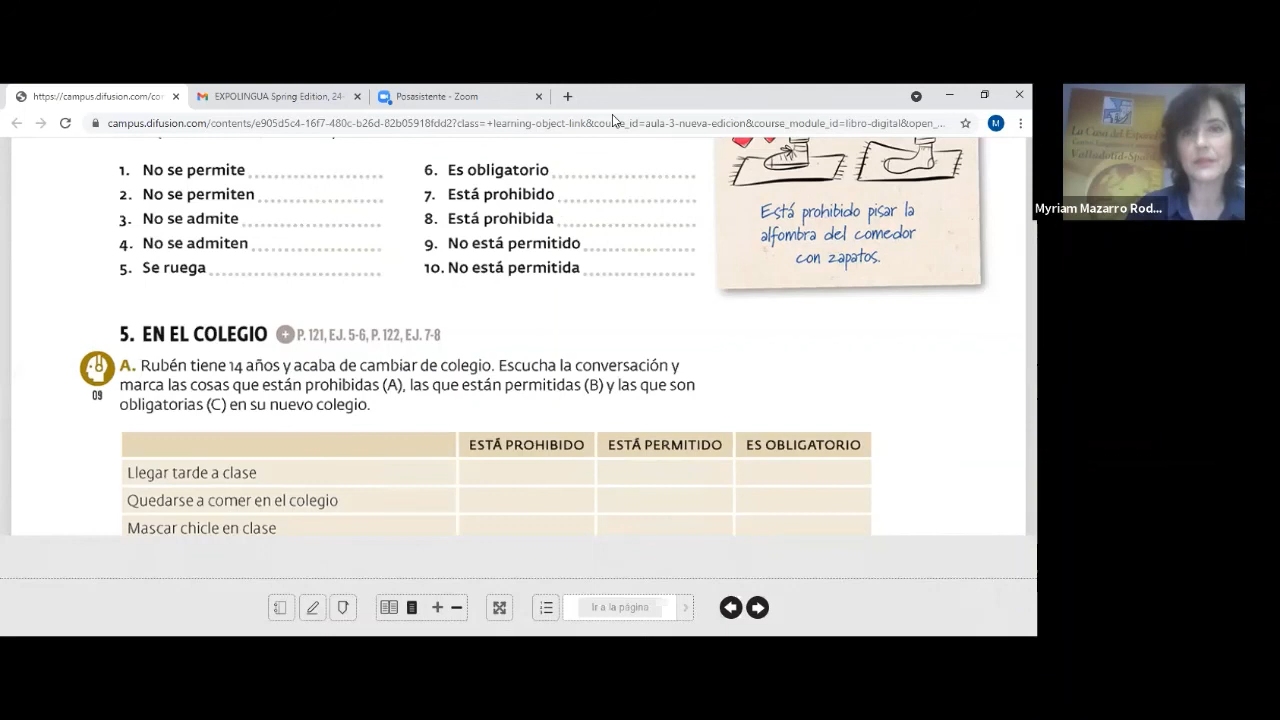 https://campus.difusion.com/cor
EXPOLINGUA Spring Edition, 24-
Posasistente - Zoom
campus.difusion.com/contents/e905d5c4-16f7-480c-b26d-82b05918fdd2?class=+learning-object-link&course_id=aula-3-nueva-edicion&course_module_id=libro-digital&open_...
M
1. No se permite
2. No se permiten
3. No se admite
4. No se admiten
5. Se ruega
6. Es obligatorio
7. Está prohibido
8. Está prohibida
9. No está permitido
10. No está permitida
Está prohibido pisar la
alfombra del comedor
con zapatos.
5. EN EL COLEGIO + P. 121, EJ. 5-6, P. 122, EJ. 7-8
A. Rubén tiene 14 años y acaba de cambiar de colegio. Escucha la conversación y
09
marca las cosas que están prohibidas (A), las que están permitidas (B) y las que son
obligatorias (C) en su nuevo colegio.
ESTÁ PROHIBIDO ESTÁ PERMITIDO ES OBLIGATORIO
Llegar tarde a clase
Quedarse a comer en el colegio
Mascar chicle en clase
Ir a la página
La Casa del Español
Valladolid-Spain
Myriam Mazarro Rod...